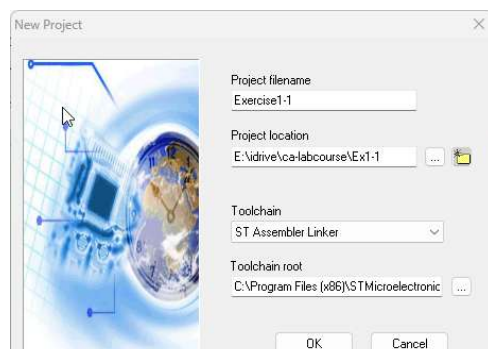 New Project
Project filename
Exercise1-1
Project location
E:\idrive\ca-labcourse\Ex1-1
...
Toolchain
ST Assembler Linker
Toolchain root
C:\Program Files (x86)\STMicroelectronic
...
OK
Cancel